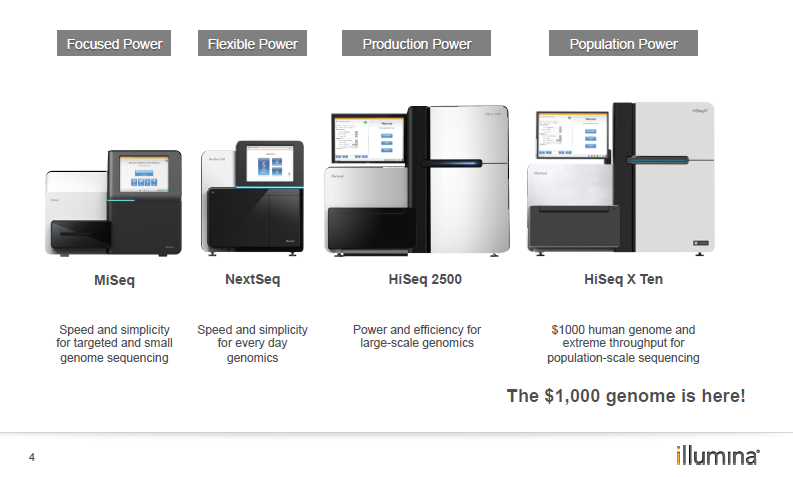 Focused Power
Flexible Power
Production Power
Population Power
MiSeq
NextSeq
HiSeq 2500
HiSeq X Ten
Speed and simplicity
for targeted and small
genome sequencing
Speed and simplicity
for every day
genomics
Power and efficiency for
large-scale genomics
$1000 human genome and
extreme throughput for
population-scale sequencing
The $1,000 genome is here!
4
illumina®